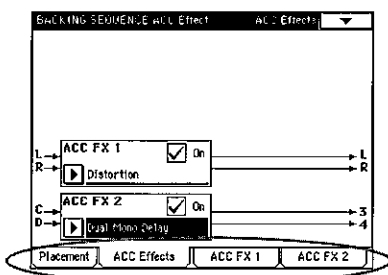 BACKING SEQUENCE ACC Effect ACC Effects
ACC FX 1 On
L
R
Distortion
L
R
ACC FX 2 On
C
D
Dual Mono Delay
3
4
Placement ACC Effects ACC FX 1 ACC FX 2